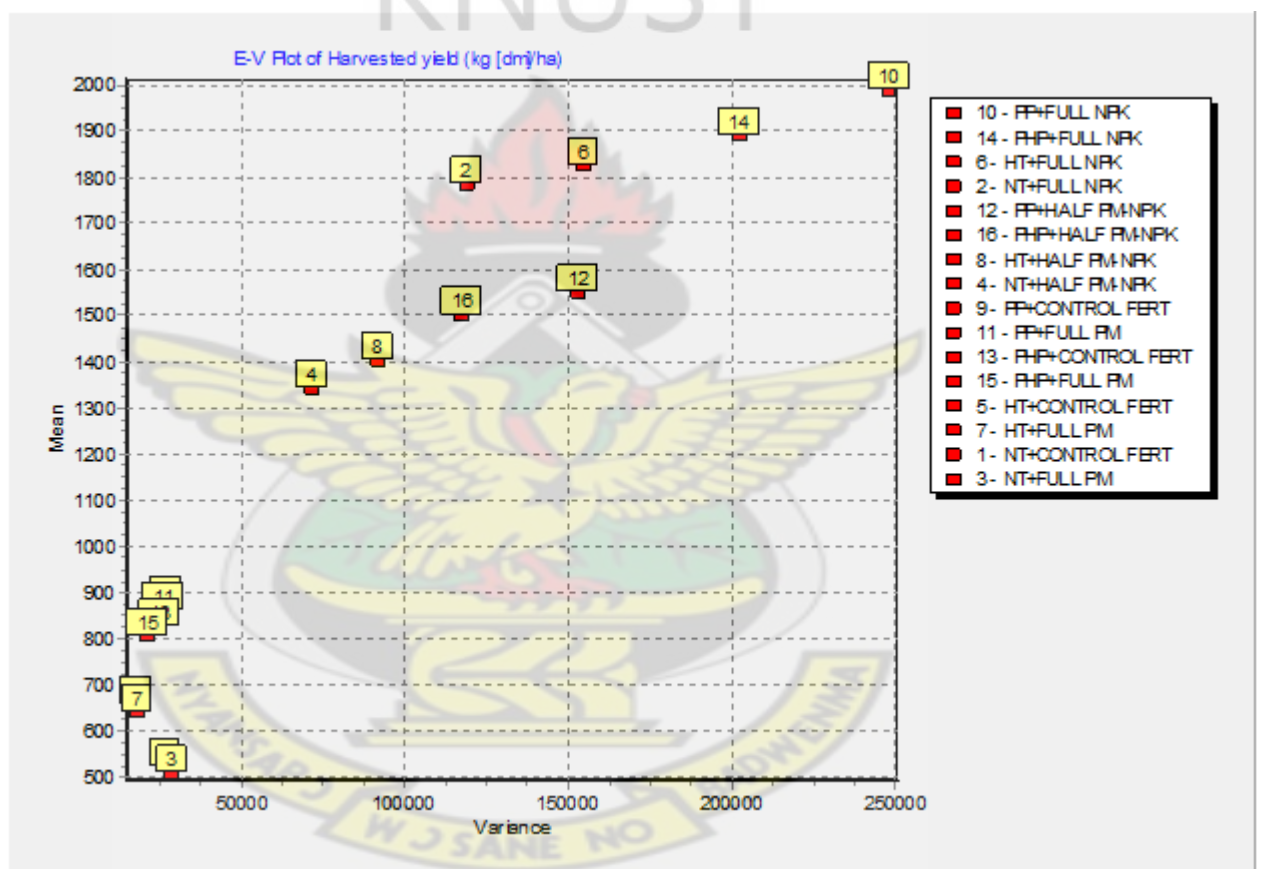 KNUST
E-V Plot of Harvested yield (kg [dm]/ha)
2000
1900
1800
1700
1600
1500
1400
1300
1200
1100
1000
900
800
700
600
500
Mean
10
14
6
2
12
16
8
4
11
15
7
3
50000
100000
150000
200000
250000
Variance
10 - PP+FULL NPK
14 - PHP+FULL NPK
6 - HT+FULL NPK
2 - NT+FULL NPK
12 - PP+HALF PM-NPK
16 - PHP+HALF PM-NPK
8 - HT+HALF PM-NPK
4 - NT+HALF PM-NPK
9 - PP+CONTROL FERT
11 - PP+FULL PM
13 - PHP+CONTROL FERT
15 - PHP+FULL PM
5 - HT+CONTROL FERT
7 - HT+FULL PM
1 - NT+CONTROL FERT
3 - NT+FULL PM
W Ɔ SANE NO
BADWENMA